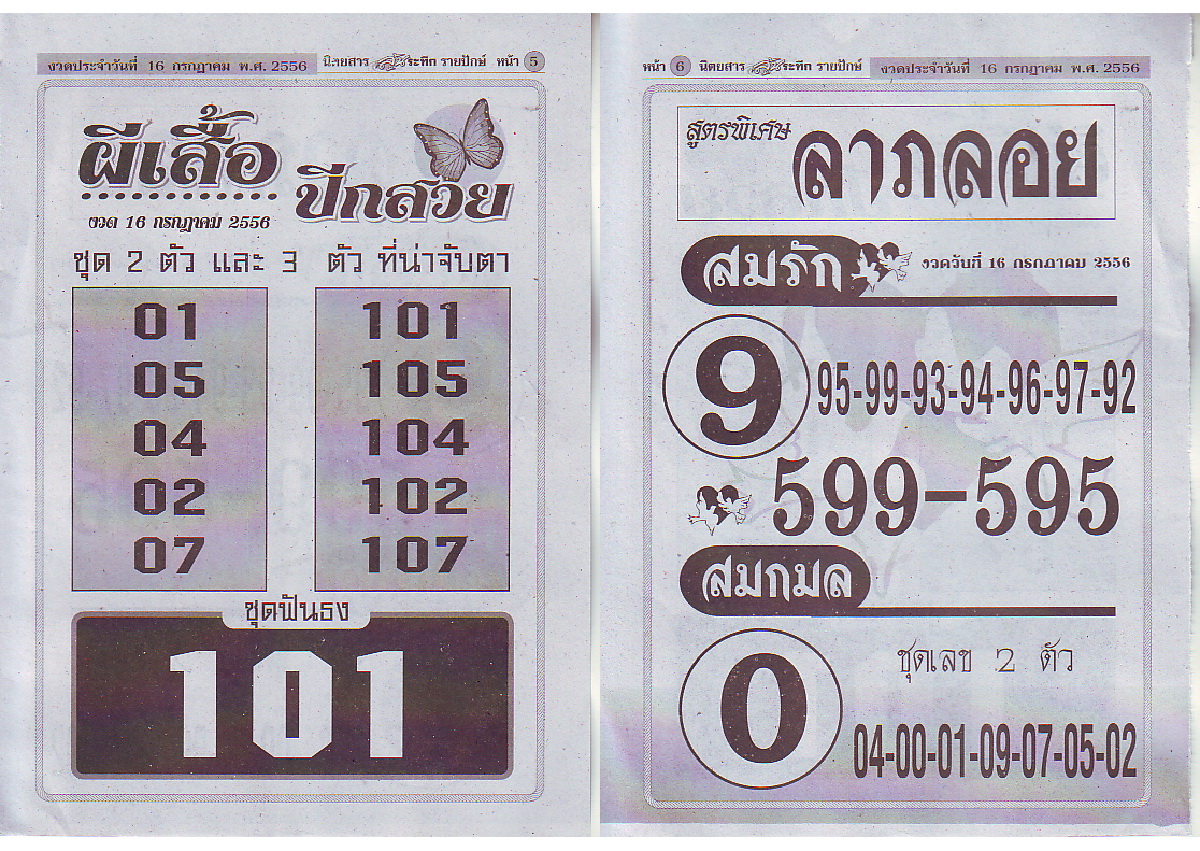 งวดประจำวันที่ 16 กรกฎาคม พ.ศ. 2556 นิตยสาร ระทึก รายปักษ์ หน้า 5
ผีเสื้อ
ปีกสวย
งวด 16 กรกฎาคม 2556
ชุด 2 ตัว และ 3 ตัว ที่น่าจับตา
01 101
05 105
04 104
02 102
07 107
ชุดฟันธง
101
หน้า 6 นิตยสาร ระทึก รายปักษ์ งวดประจำวันที่ 16 กรกฎาคม พ.ศ. 2556
สูตรพิเศษ
ลาภลอย
สมรัก
งวดวันที่ 16 กรกฎาคม 2556
9
95-99-93-94-96-97-92
599-595
สมกมล
0
ชุดเลข 2 ตัว
04-00-01-09-07-05-02